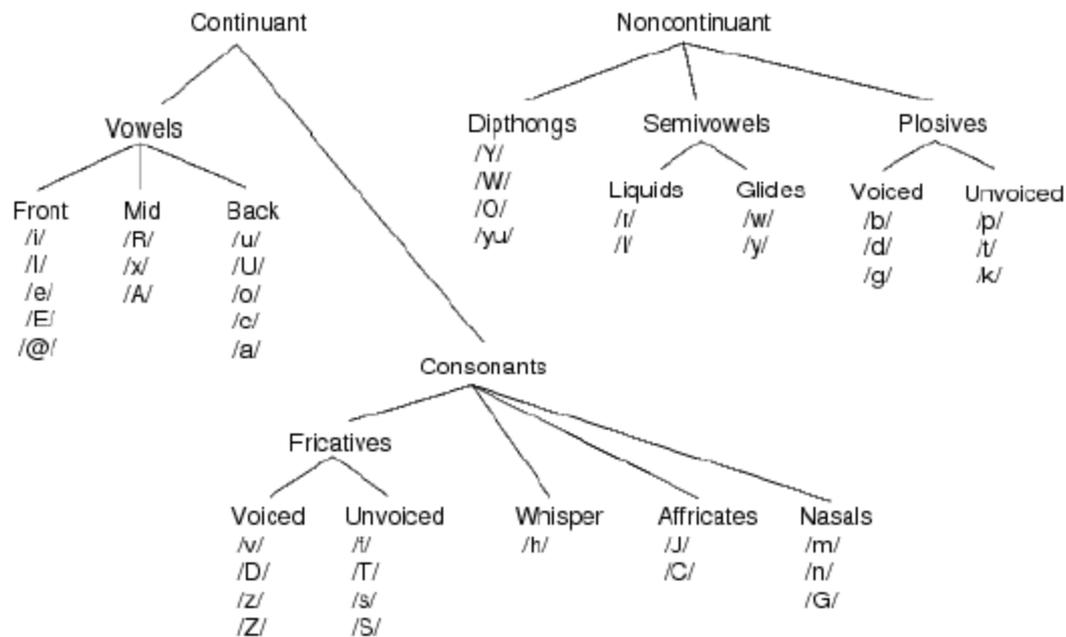 Continuant
Noncontinuant
Vowels
Dipthongs
Semivowels
Plosives
/Y/
/W/
/O/
/yu/
Liquids
/r/
/l/
Glides
/w/
/y/
Voiced
/b/
/d/
/g/
Unvoiced
/p/
/t/
/k/
Front
/i/
/I/
/e/
/E/
/@/
Mid
/R/
/x/
/A/
Back
/u/
/U/
/o/
/c/
/a/
Consonants
Fricatives
Voiced
/v/
/D/
/z/
/Z/
Unvoiced
/f/
/T/
/s/
/S/
Whisper
/h/
Affricates
/J/
/C/
Nasals
/m/
/n/
/G/